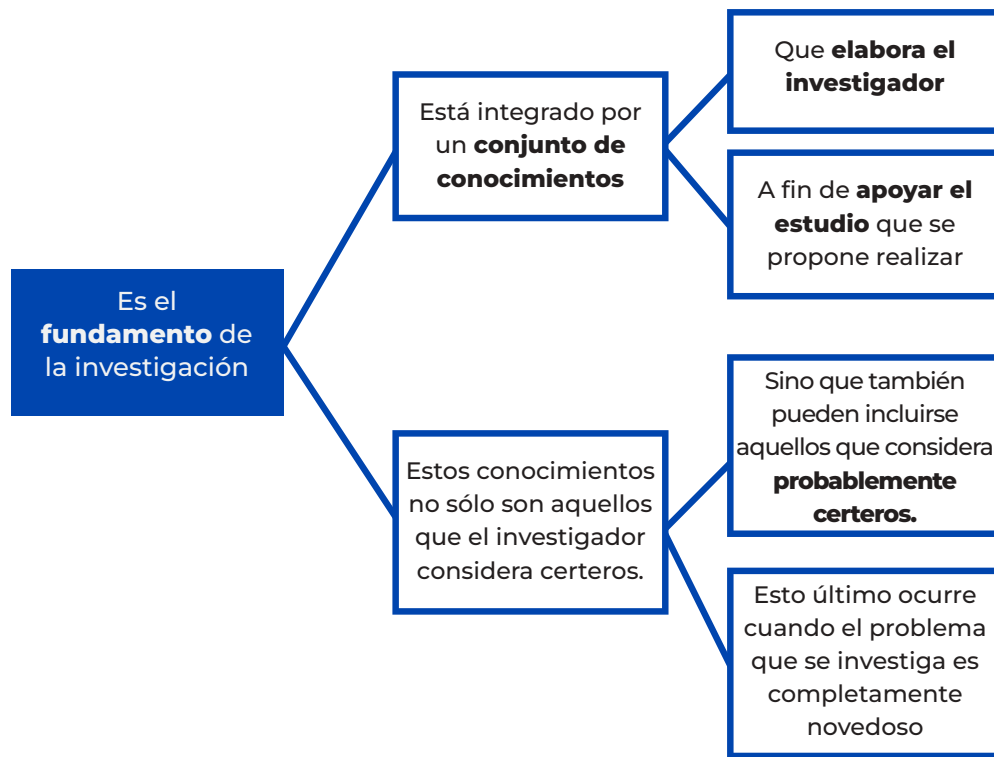 Es el
fundamento de
la investigación
Está integrado por
un conjunto de
conocimientos
Que elabora el
investigador
A fin de apoyar el
estudio que se
propone realizar
Estos conocimientos
no sólo son aquellos
que el investigador
considera certeros.
Sino que también
pueden incluirse
aquellos que considera
probablemente
certeros.
Esto último ocurre
cuando el problema
que se investiga es
completamente
novedoso